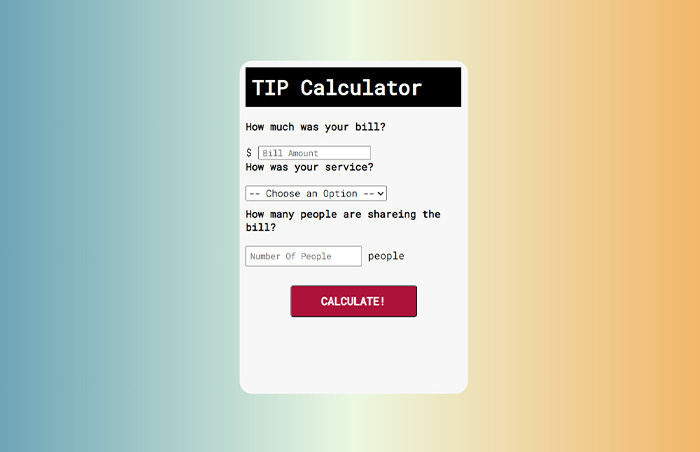 TIP Calculator
How much was your bill?
$ Bill Amount
How was your service?
-- Choose an Option --
How many people are shareing the
bill?
Number Of People people
CALCULATE!